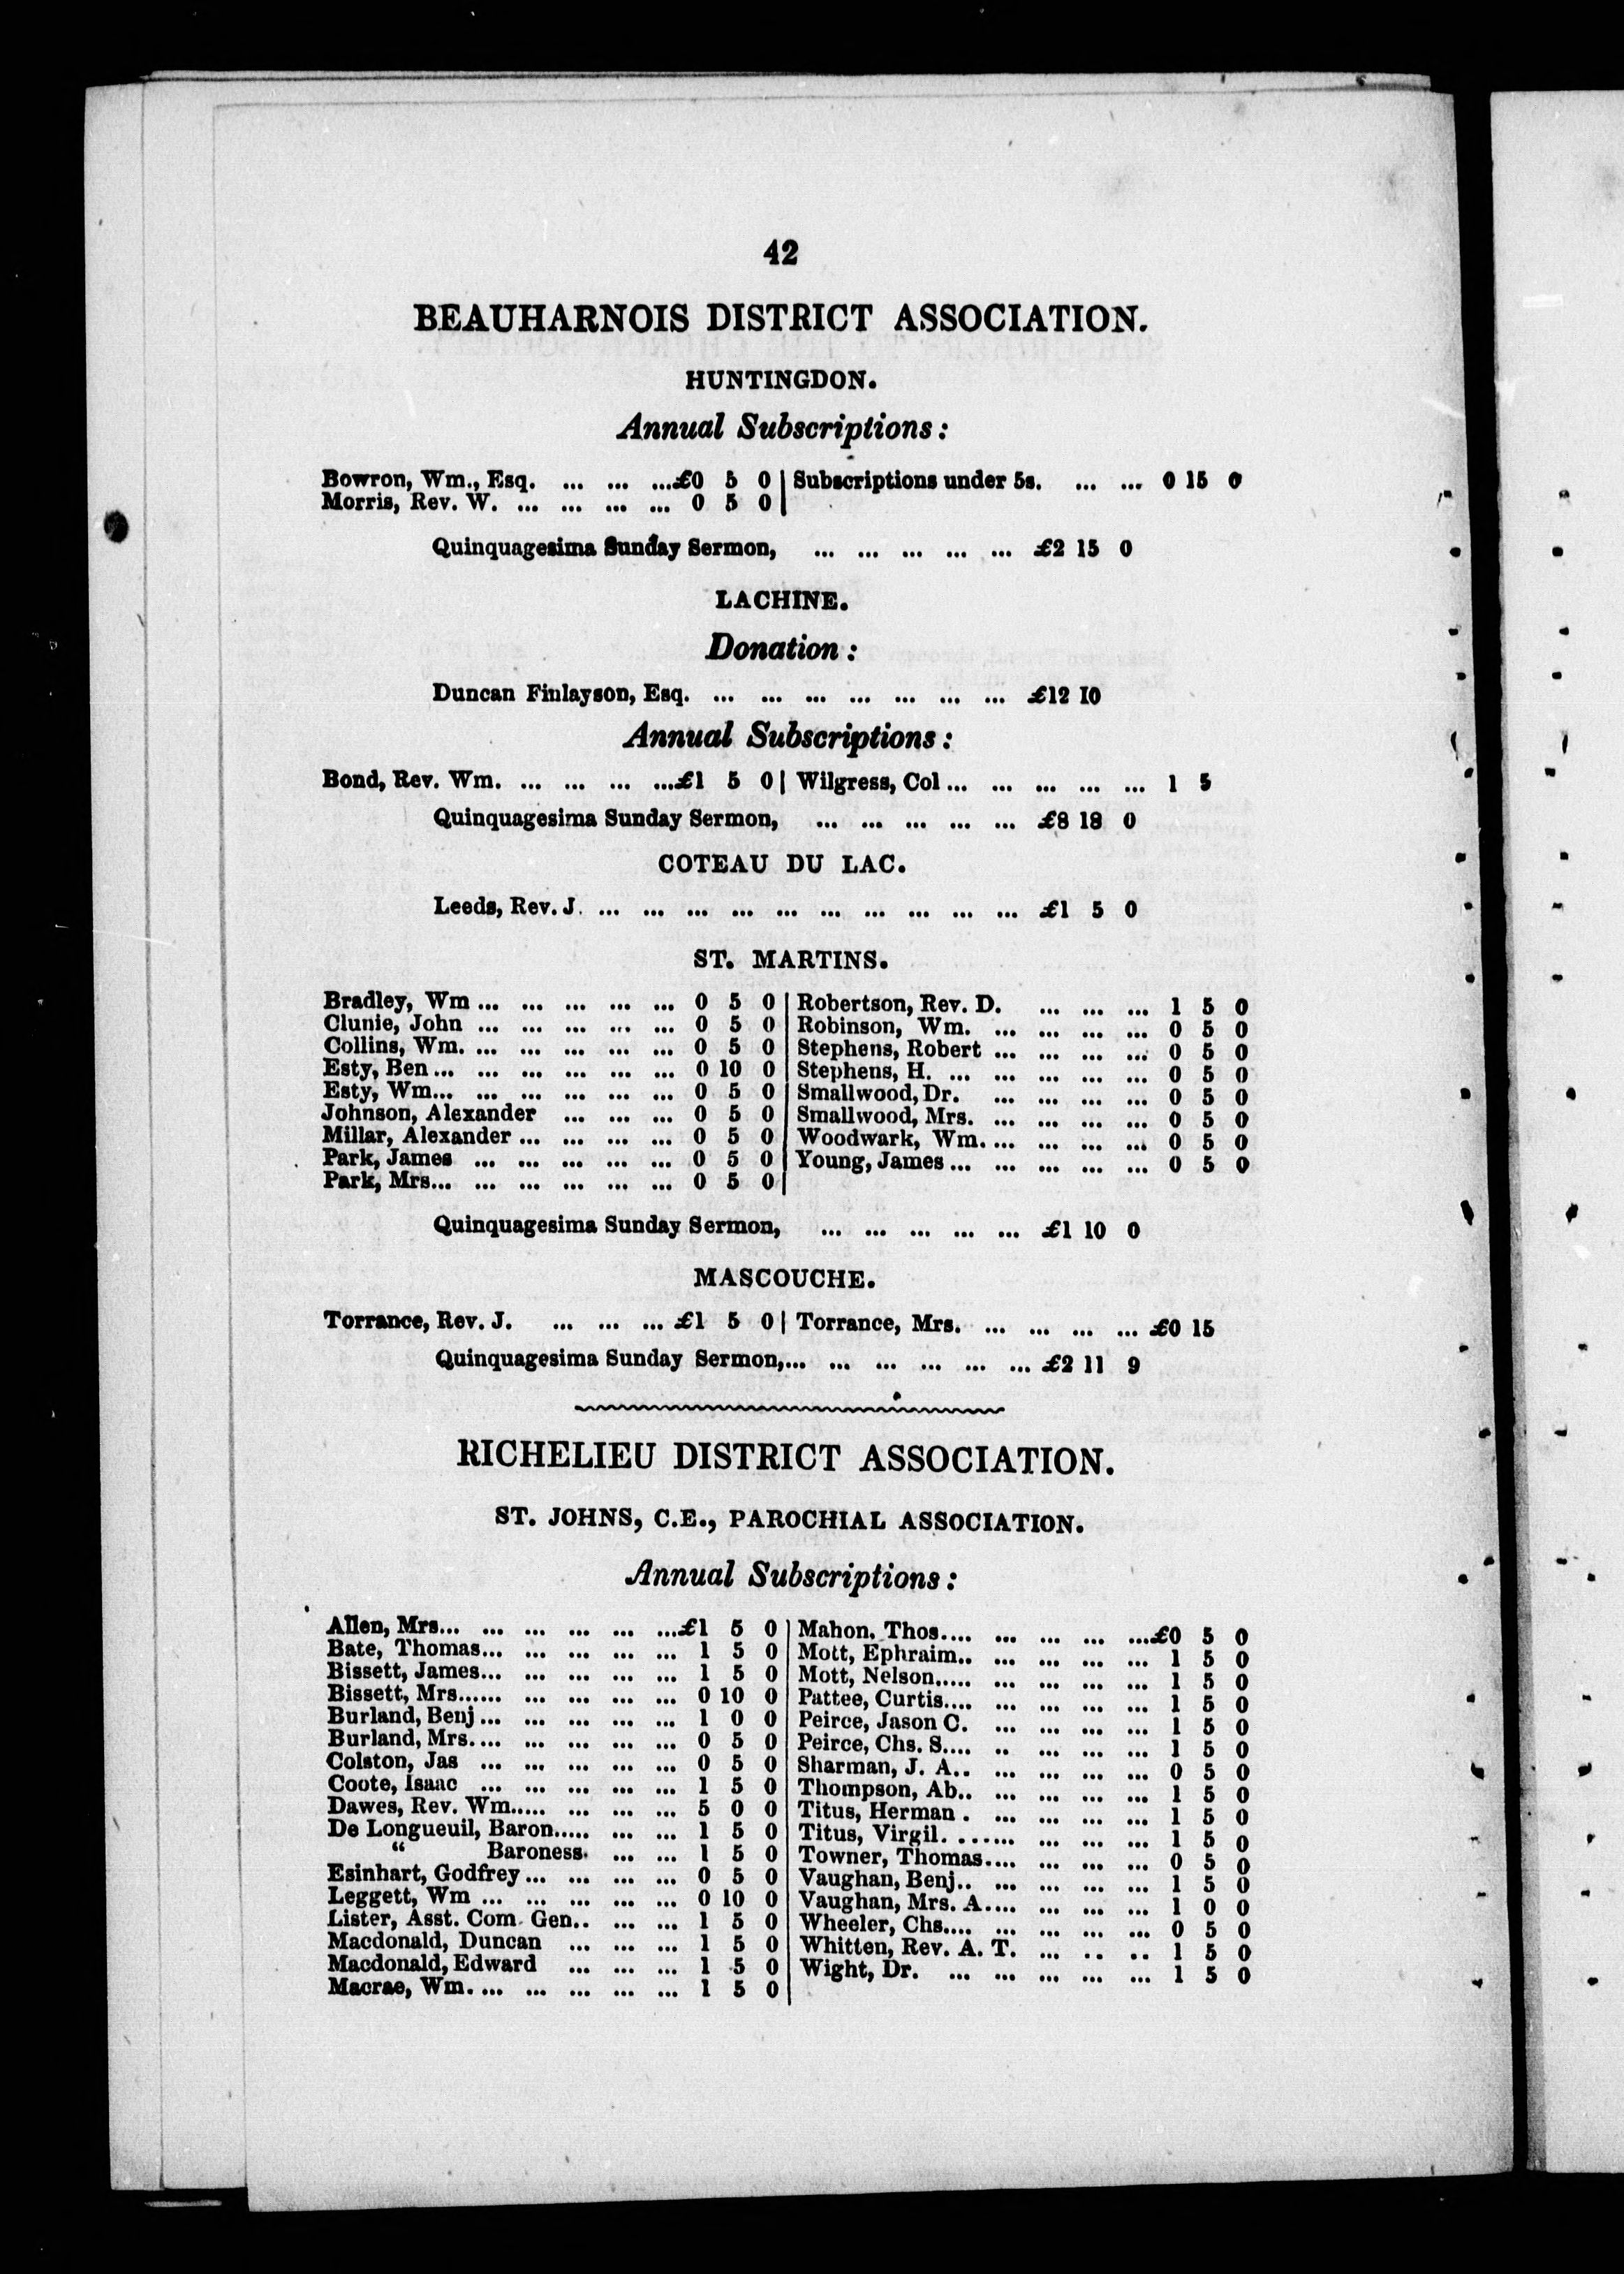 42
BEAUHARNOIS DISTRICT ASSOCIATION.
HUNTINGDON.
Annual Subscriptions:
Bowron, Wm., Esq. ... ... ...£0 5 0
Morris, Rev. W. ... ... ... ... 0 5 0
Subscriptions under 5s. ... ... 0 15 0
Quinquagesima Sunday Sermon, ... ... ... ... ... £2 15 0
LACHINE.
Donation:
Duncan Finlayson, Esq. ... ... ... ... ... ... ... £12 10
Annual Subscriptions:
Bond, Rev. Wm. ... ... ... ...£1 5 0
Wilgress, Col ... ... ... ... ... 1 5
Quinquagesima Sunday Sermon, ... ... ... ... ... £8 18 0
COTEAU DU LAC.
Leeds, Rev. J. ... ... ... ... ... ... ... ... ... ... £1 5 0
ST. MARTINS.
Bradley, Wm ... ... ... ... ... 0 5 0
Clunie, John ... ... ... ... ... 0 5 0
Collins, Wm. ... ... ... ... ... 0 5 0
Esty, Ben ... ... ... ... ... ... 0 10 0
Esty, Wm... ... ... ... ... ... 0 5 0
Johnson, Alexander ... ... ... 0 5 0
Millar, Alexander ... ... ... ... 0 5 0
Park, James ... ... ... ... ... 0 5 0
Park, Mrs... ... ... ... ... ... 0 5 0
Robertson, Rev. D. ... ... ... 1 5 0
Robinson, Wm. ... ... ... ... 0 5 0
Stephens, Robert ... ... ... ... 0 5 0
Stephens, H. ... ... ... ... ... 0 5 0
Smallwood, Dr. ... ... ... ... 0 5 0
Smallwood, Mrs. ... ... ... ... 0 5 0
Woodwark, Wm. ... ... ... ... 0 5 0
Young, James ... ... ... ... ... 0 5 0
Quinquagesima Sunday Sermon, ... ... ... ... ... £1 10 0
MASCOUCHE.
Torrance, Rev. J. ... ... ... £1 5 0
Torrance, Mrs. ... ... ... ... £0 15
Quinquagesima Sunday Sermon,... ... ... ... ... ... £2 11 9
RICHELIEU DISTRICT ASSOCIATION.
ST. JOHNS, C.E., PAROCHIAL ASSOCIATION.
Annual Subscriptions:
Allen, Mrs... ... ... ... ... ...£1 5 0
Bate, Thomas... ... ... ... ... 1 5 0
Bissett, James... ... ... ... ... 1 5 0
Bissett, Mrs...... ... ... ... ... 0 10 0
Burland, Benj ... ... ... ... ... 1 0 0
Burland, Mrs.... ... ... ... ... 0 5 0
Colston, Jas ... ... ... ... ... 0 5 0
Coote, Isaac ... ... ... ... ... 1 5 0
Dawes, Rev. Wm..... ... ... ... 5 0 0
De Longueuil, Baron..... ... ... 1 5 0
“ Baroness. ... ... 1 5 0
Esinhart, Godfrey ... ... ... ... 0 5 0
Leggett, Wm ... ... ... ... ... 0 10 0
Lister, Asst. Com. Gen.. ... ... 1 5 0
Macdonald, Duncan ... ... ... 1 5 0
Macdonald, Edward ... ... ... 1 5 0
Macrae, Wm. ... ... ... ... ... 1 5 0
Mahon, Thos.... ... ... ... ...£0 5 0
Mott, Ephraim.. ... ... ... ... 1 5 0
Mott, Nelson..... ... ... ... ... 1 5 0
Pattee, Curtis.... ... ... ... ... 1 5 0
Peirce, Jason C. ... ... ... ... 1 5 0
Peirce, Chs. S.... .. ... ... ... 1 5 0
Sharman, J. A.. ... ... ... ... 0 5 0
Thompson, Ab.. ... ... ... ... 1 5 0
Titus, Herman . ... ... ... ... 1 5 0
Titus, Virgil. ...... ... ... ... 1 5 0
Towner, Thomas.... ... ... ... 0 5 0
Vaughan, Benj.. ... ... ... ... 1 5 0
Vaughan, Mrs. A.... ... ... ... 1 0 0
Wheeler, Chs.... ... ... ... ... 0 5 0
Whitten, Rev. A. T. ... .. .. 1 5 0
Wight, Dr. ... ... ... ... ... 1 5 0